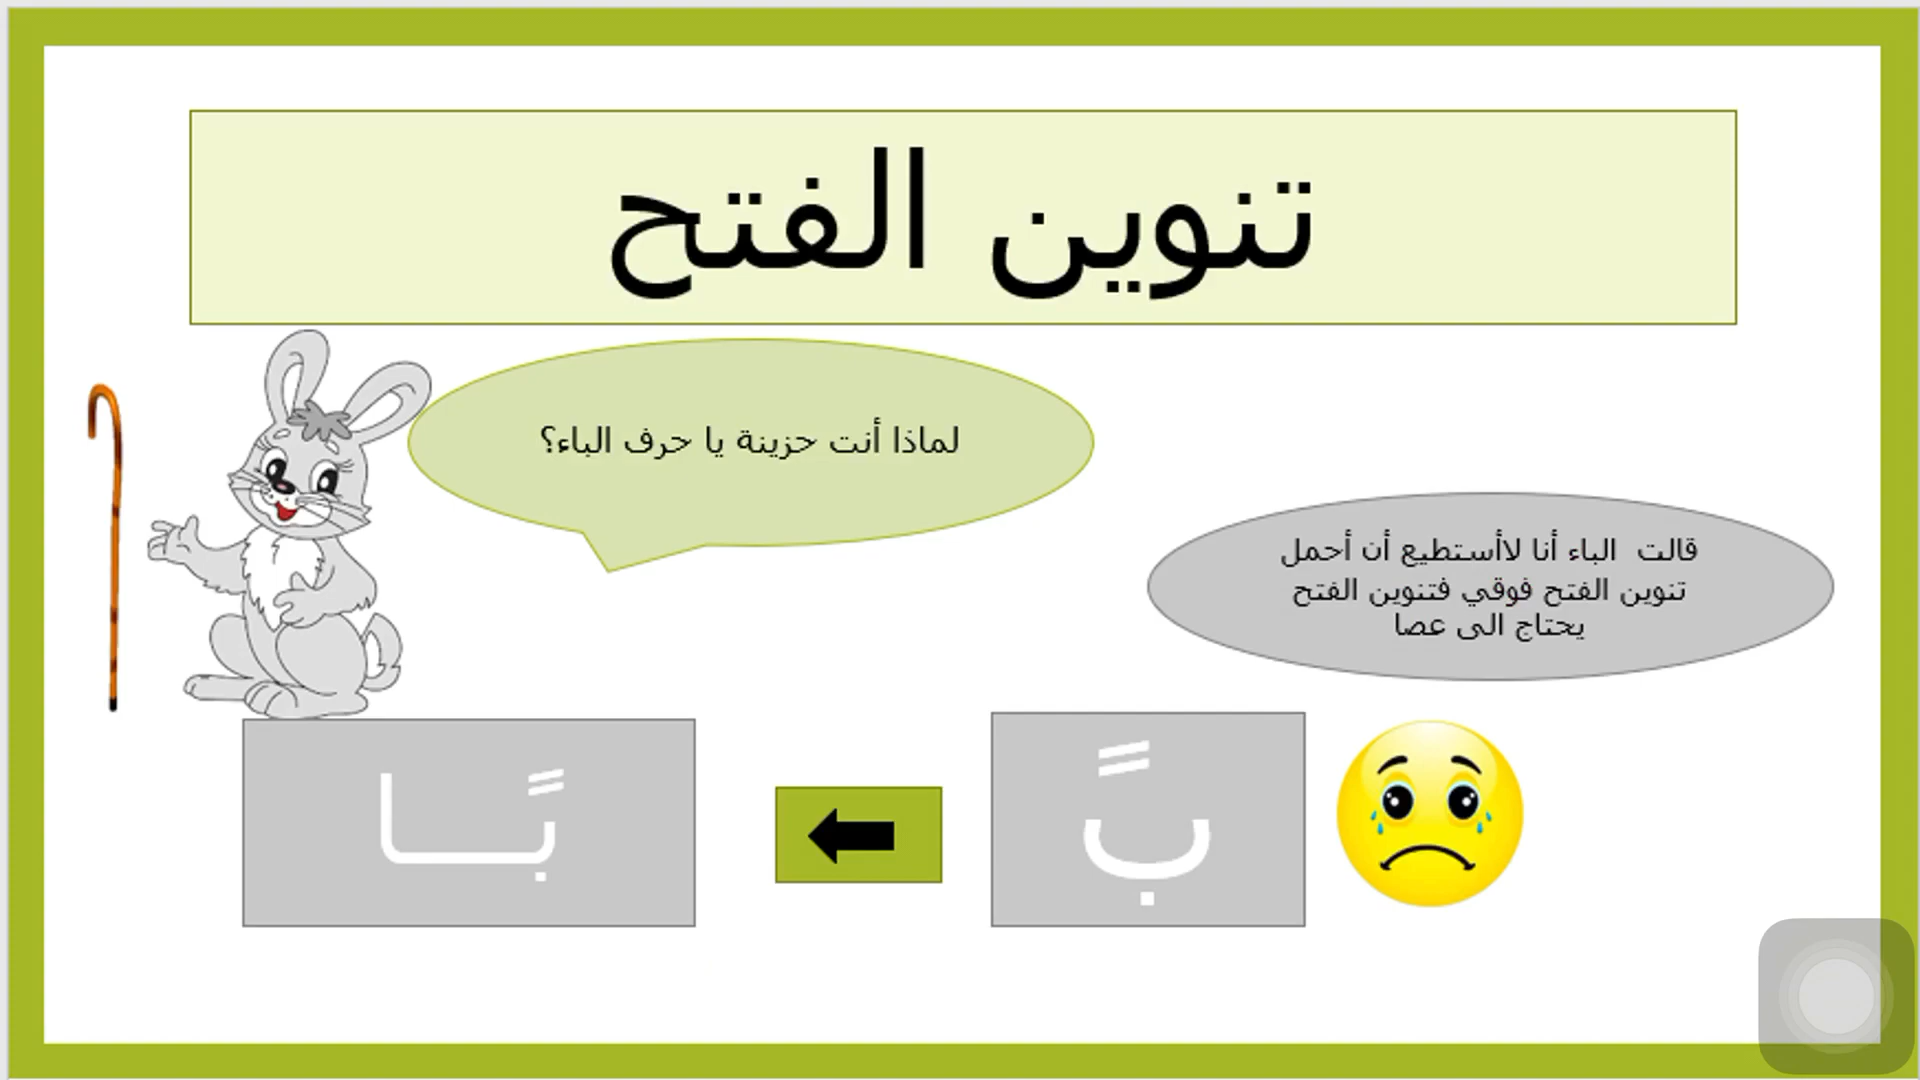 تنوين الفتح
لماذا أنت حزينة يا حرف الباء؟
قالت الباء أنا لاأستطيع أن أحمل
تنوين الفتح فوقي فتنوين الفتح
يحتاج الى عصا
بً
بًـــا